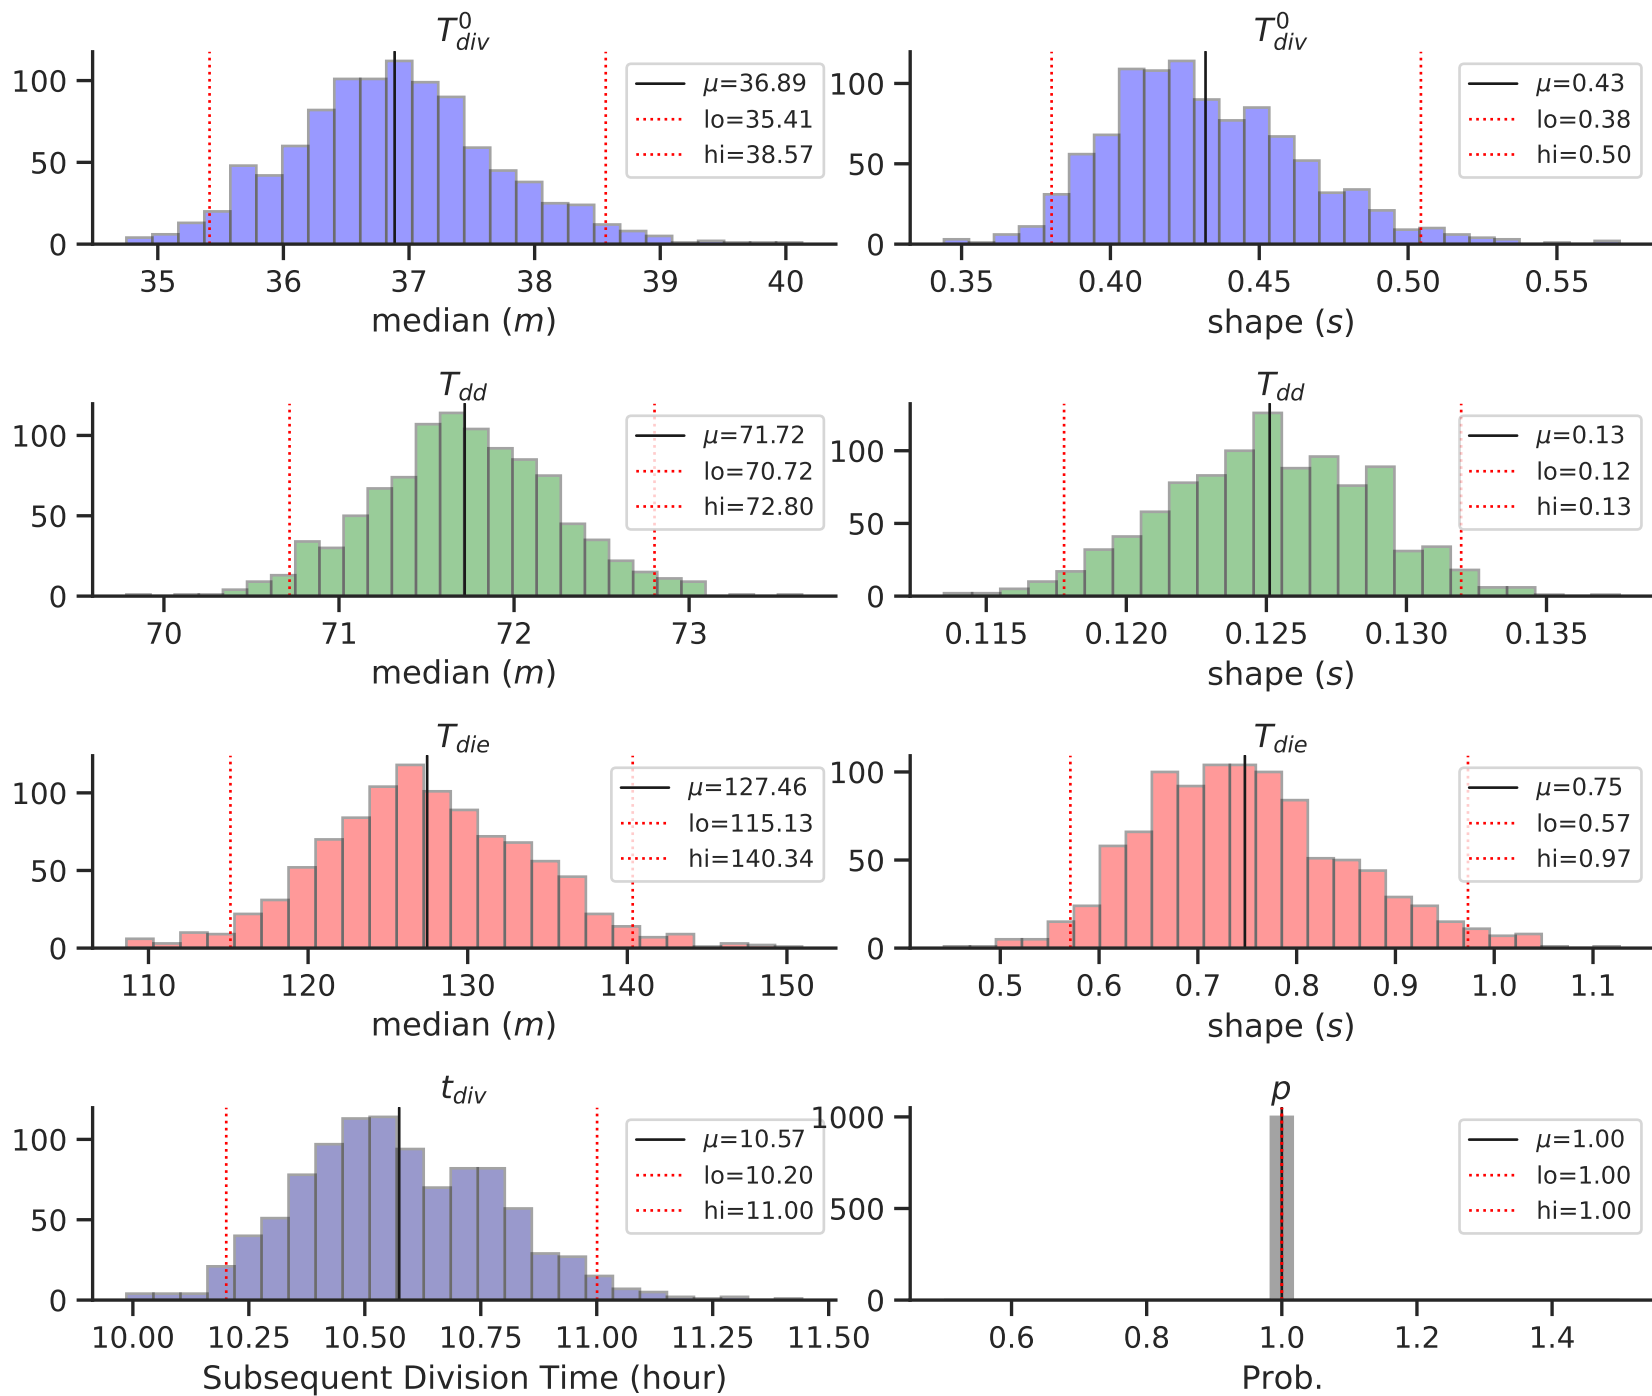 T⁰div
100
50
0
μ=36.89
lo=35.41
hi=38.57
35 36 37 38 39 40
median (m)
T⁰div
100
50
0
μ=0.43
lo=0.38
hi=0.50
0.35 0.40 0.45 0.50 0.55
shape (s)
Tdd
100
50
0
μ=71.72
lo=70.72
hi=72.80
70 71 72 73
median (m)
Tdd
100
50
0
μ=0.13
lo=0.12
hi=0.13
0.115 0.120 0.125 0.130 0.135
shape (s)
Tdie
100
50
0
μ=127.46
lo=115.13
hi=140.34
110 120 130 140 150
median (m)
Tdie
100
50
0
μ=0.75
lo=0.57
hi=0.97
0.5 0.6 0.7 0.8 0.9 1.0 1.1
shape (s)
tdiv
100
50
0
μ=10.57
lo=10.20
hi=11.00
10.00 10.25 10.50 10.75 11.00 11.25 11.50
Subsequent Division Time (hour)
p
1000
500
0
μ=1.00
lo=1.00
hi=1.00
0.6 0.8 1.0 1.2 1.4
Prob.